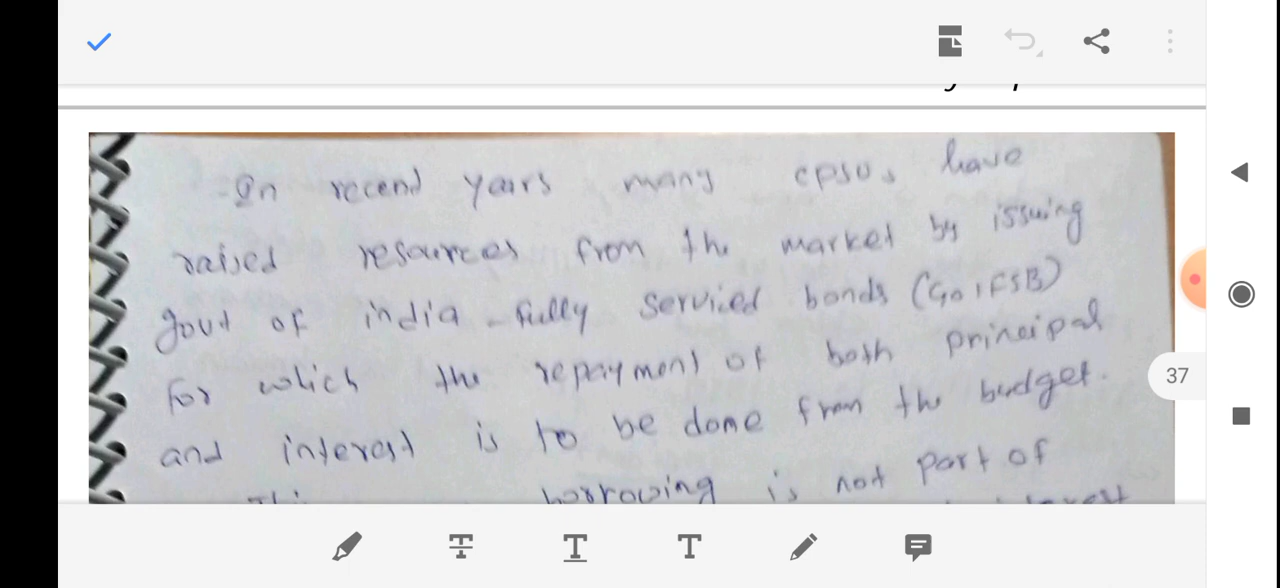 In recend years many CPSUs have
raised resources from the market by issuing
govt of india - fully serviced bonds (GoIFSB)
for which the repayment of both principal
and interest is to be done from the budget.
borrowing is not part of
37